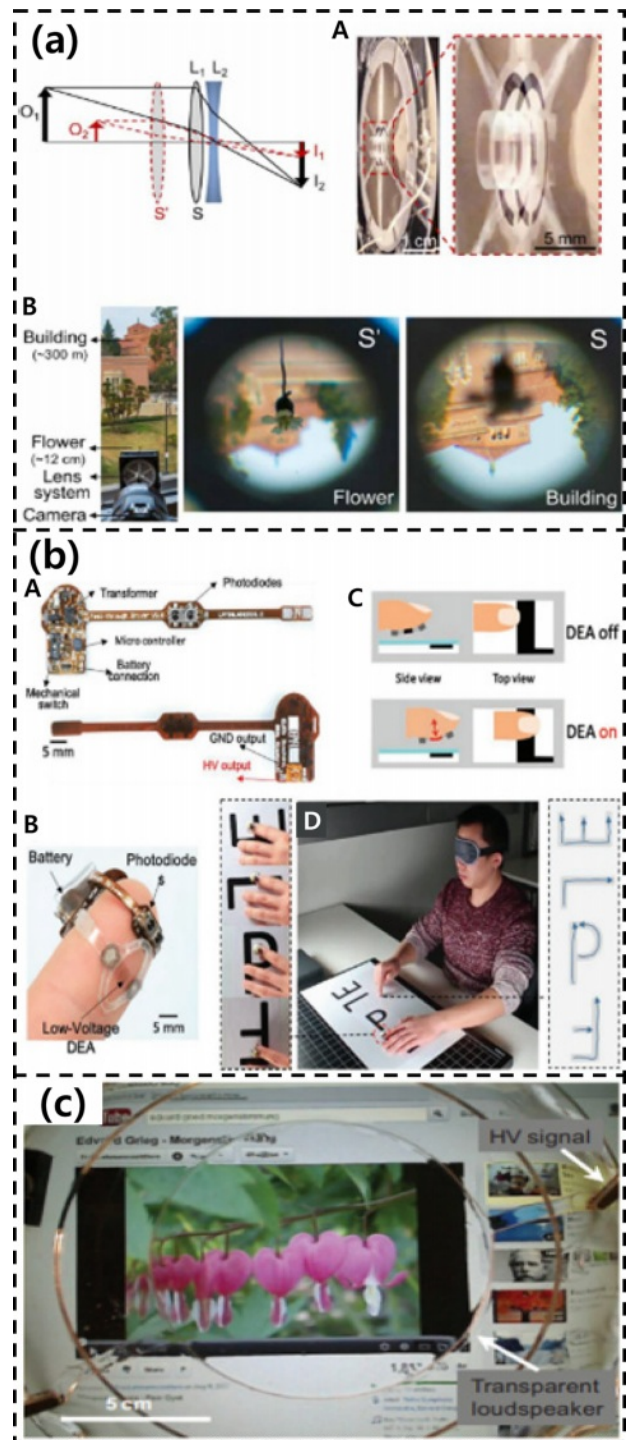 (a)
L₁ L₂
O₁
O₂
I₁
I₂
S'
S
A
1 cm
5 mm
B
Building
(~300 m)
Flower
(~12 cm)
Lens
system
Camera
S'
Flower
S
Building
(b)
A
Transformer
Photodiodes
Micro controller
Battery
connection
Mechanical
switch
5 mm
GND output
HV output
C
DEA off
Side view
Top view
DEA on
B
Battery
Photodiode
s
5 mm
Low-Voltage
DEA
D
(c)
Edvard Grieg -
HV signal
Transparent
loudspeaker
5 cm